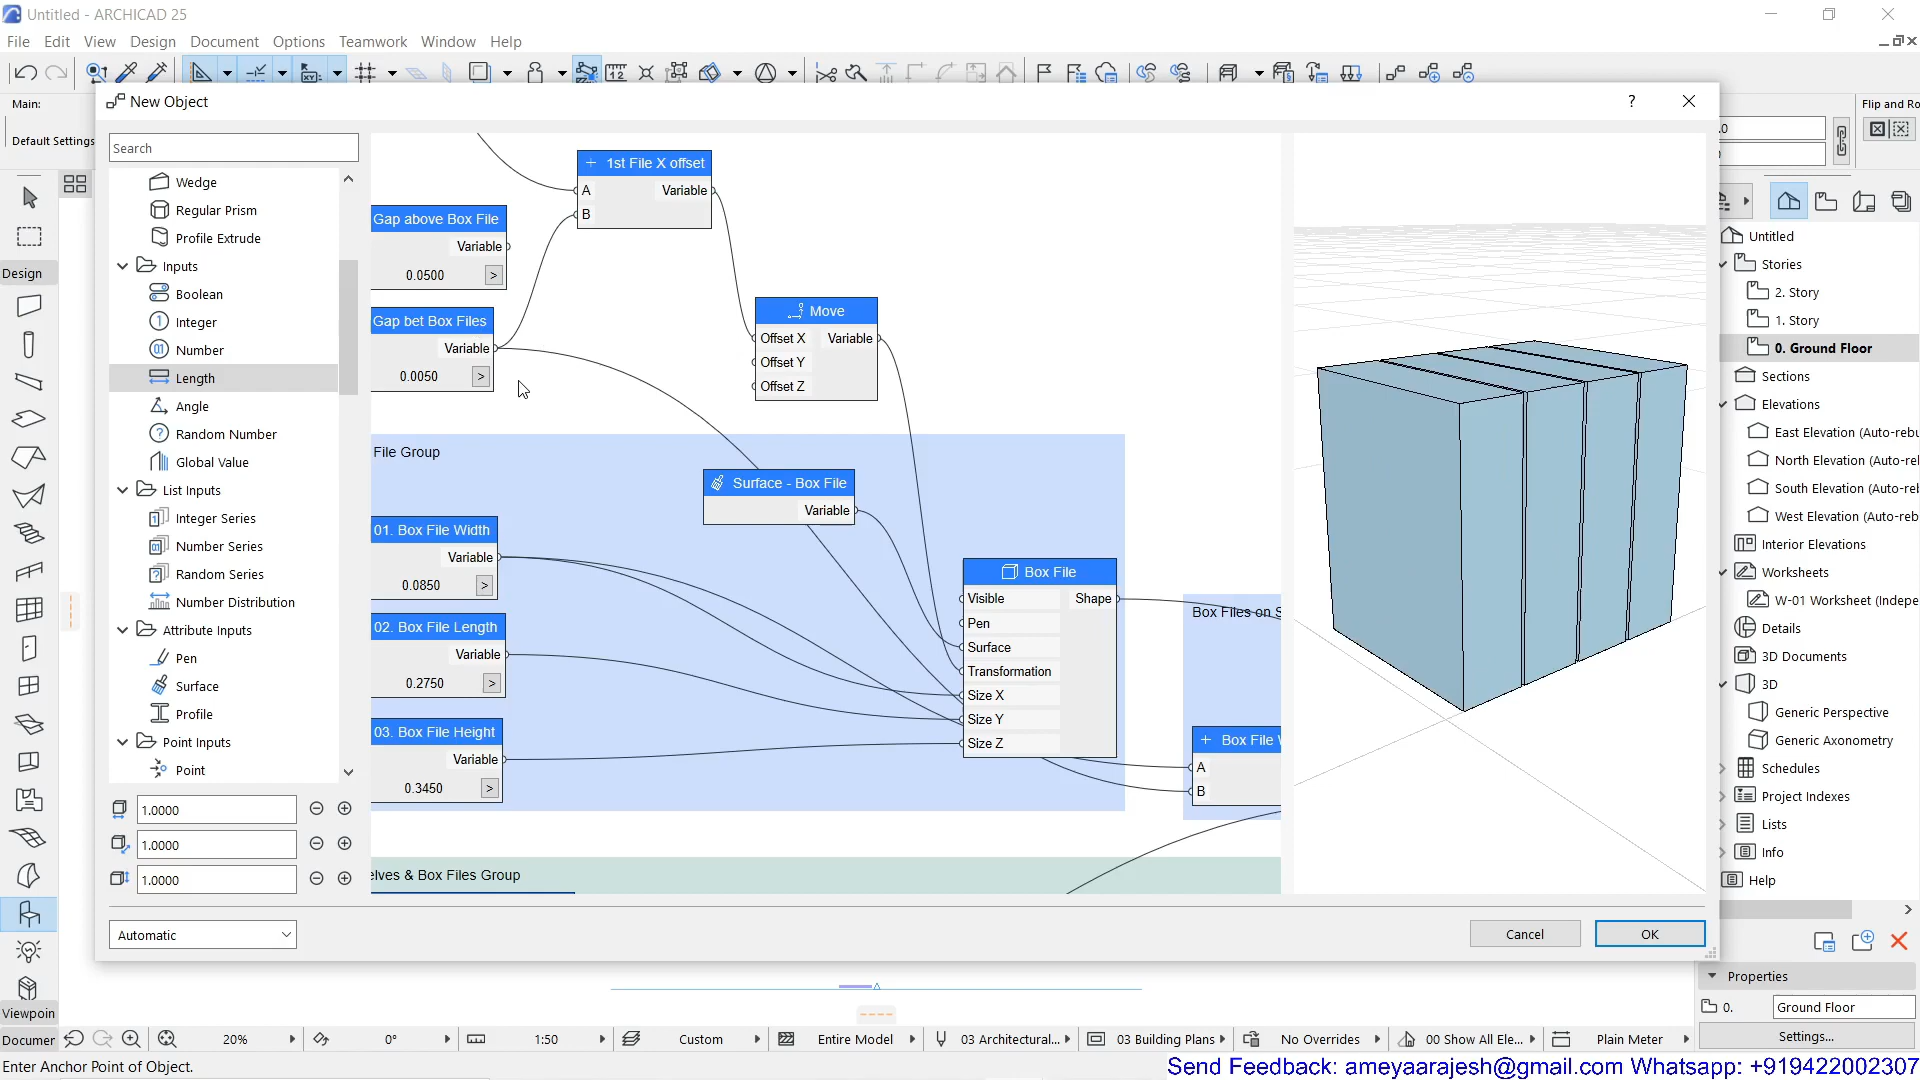 Untitled - ARCHICAD 25
File Edit View Design Document Options Teamwork Window Help
Main:
Default Settings
Flip and Ro
New Object
Search
Wedge
Regular Prism
Profile Extrude
Inputs
Boolean
Integer
Number
Length
Angle
Random Number
Global Value
List Inputs
Integer Series
Number Series
Random Series
Number Distribution
Attribute Inputs
Pen
Surface
Profile
Point Inputs
Point
1.0000
1.0000
1.0000
Automatic
1st File X offset
A Variable
B
Gap above Box File
Variable
0.0500 >
Gap bet Box Files
Variable
0.0050 >
Move
Offset X Variable
Offset Y
Offset Z
File Group
Surface - Box File
Variable
01. Box File Width
Variable
0.0850 >
02. Box File Length
Variable
0.2750 >
03. Box File Height
Variable
0.3450 >
Box File
Visible Shape
Pen
Surface
Transformation
Size X
Size Y
Size Z
Box Files on S
Box File W
A
B
elves & Box Files Group
Cancel OK
Design
Viewpoin
Documer
.0
Untitled
Stories
2. Story
1. Story
0. Ground Floor
Sections
Elevations
East Elevation (Auto-rebu
North Elevation (Auto-rel
South Elevation (Auto-rel
West Elevation (Auto-reb
Interior Elevations
Worksheets
W-01 Worksheet (Indepe
Details
3D Documents
3D
Generic Perspective
Generic Axonometry
Schedules
Project Indexes
Lists
Info
Help
Properties
0. Ground Floor
Settings...
20% 0° 1:50 Custom Entire Model 03 Architectural... 03 Building Plans No Overrides 00 Show All Ele... Plain Meter
Enter Anchor Point of Object.
Send Feedback: ameyaarajesh@gmail.com Whatsapp: +919422002307